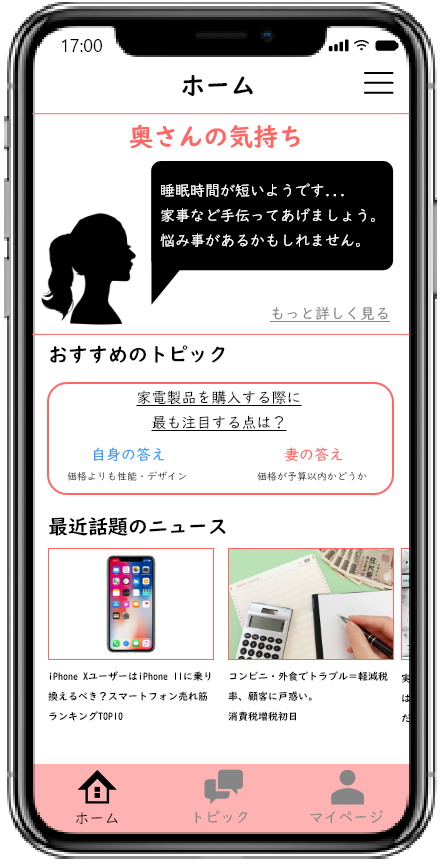 17:00
ホーム
奥さんの気持ち
睡眠時間が短いようです...
家事など手伝ってあげましょう。
悩み事があるかもしれません。
もっと詳しく見る
おすすめのトピック
家電製品を購入する際に
最も注目する点は？
自身の答え
妻の答え
価格よりも性能・デザイン
価格が予算以内かどうか
最近話題のニュース
iPhone XユーザーはiPhone 11に乗り
換えるべき？スマートフォン売れ筋
ランキングTOP10
コンビニ・外食でトラブル＝軽減税
率、顧客に戸惑い。
消費税増税初日
実
は
だ
ホーム
トピック
マイページ